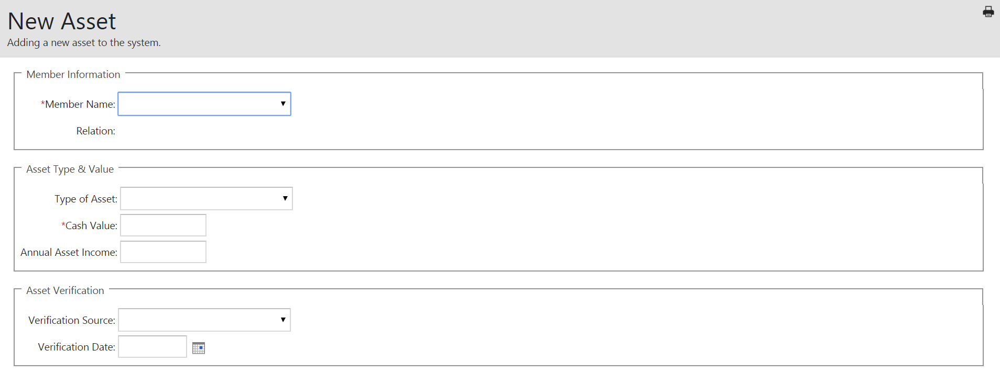 New Asset
Adding a new asset to the system.
Member Information
*Member Name:
Relation:
Asset Type & Value
Type of Asset:
*Cash Value:
Annual Asset Income:
Asset Verification
Verification Source:
Verification Date: